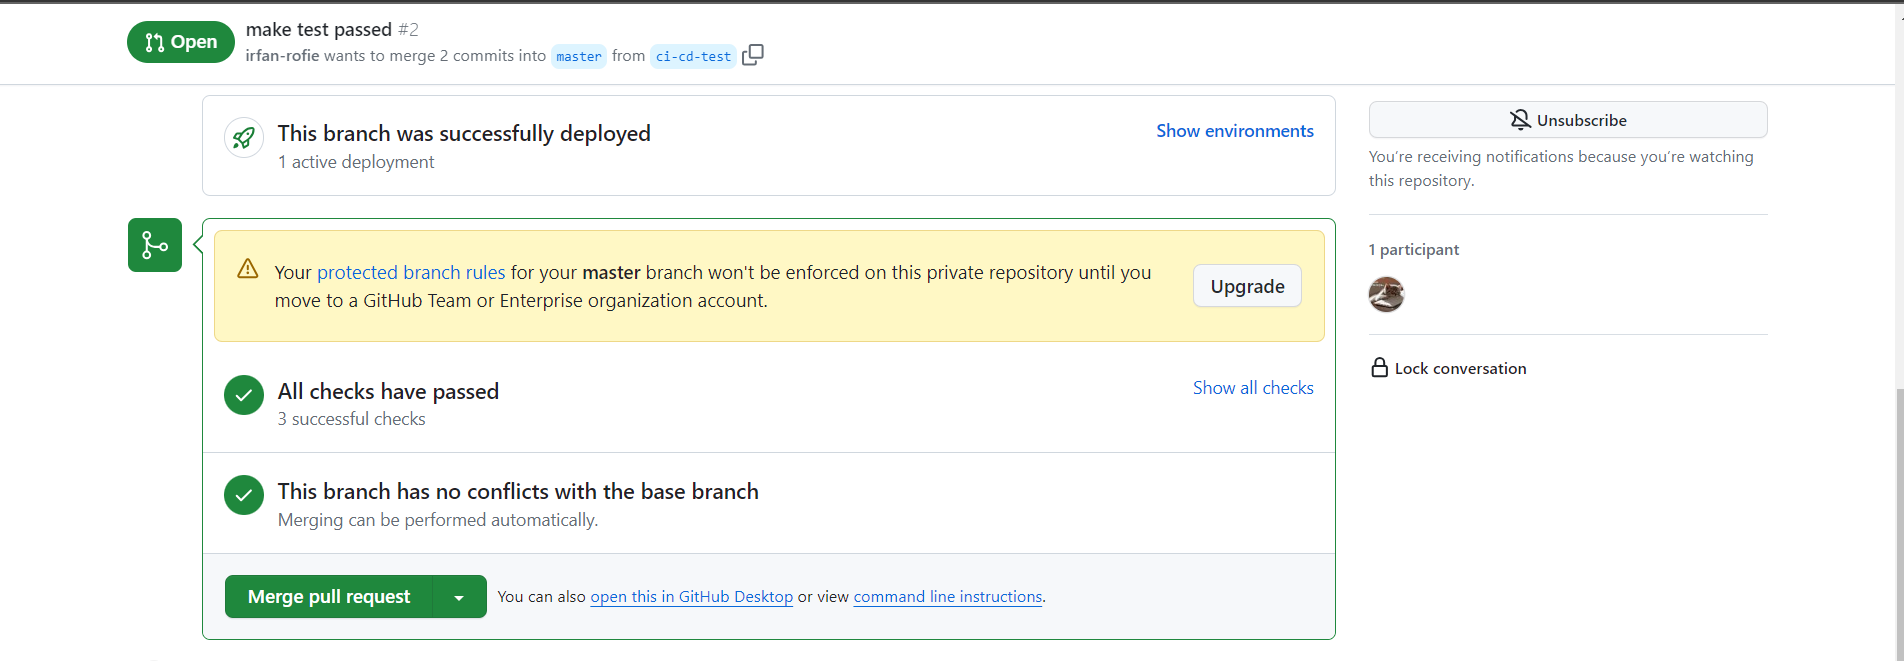 Open
make test passed #2
irfan-rofie wants to merge 2 commits into master from ci-cd-test
This branch was successfully deployed
1 active deployment
Show environments
Your protected branch rules for your master branch won't be enforced on this private repository until you
move to a GitHub Team or Enterprise organization account.
Upgrade
All checks have passed
3 successful checks
Show all checks
This branch has no conflicts with the base branch
Merging can be performed automatically.
Merge pull request
You can also open this in GitHub Desktop or view command line instructions.
Unsubscribe
You're receiving notifications because you're watching
this repository.
1 participant
Lock conversation